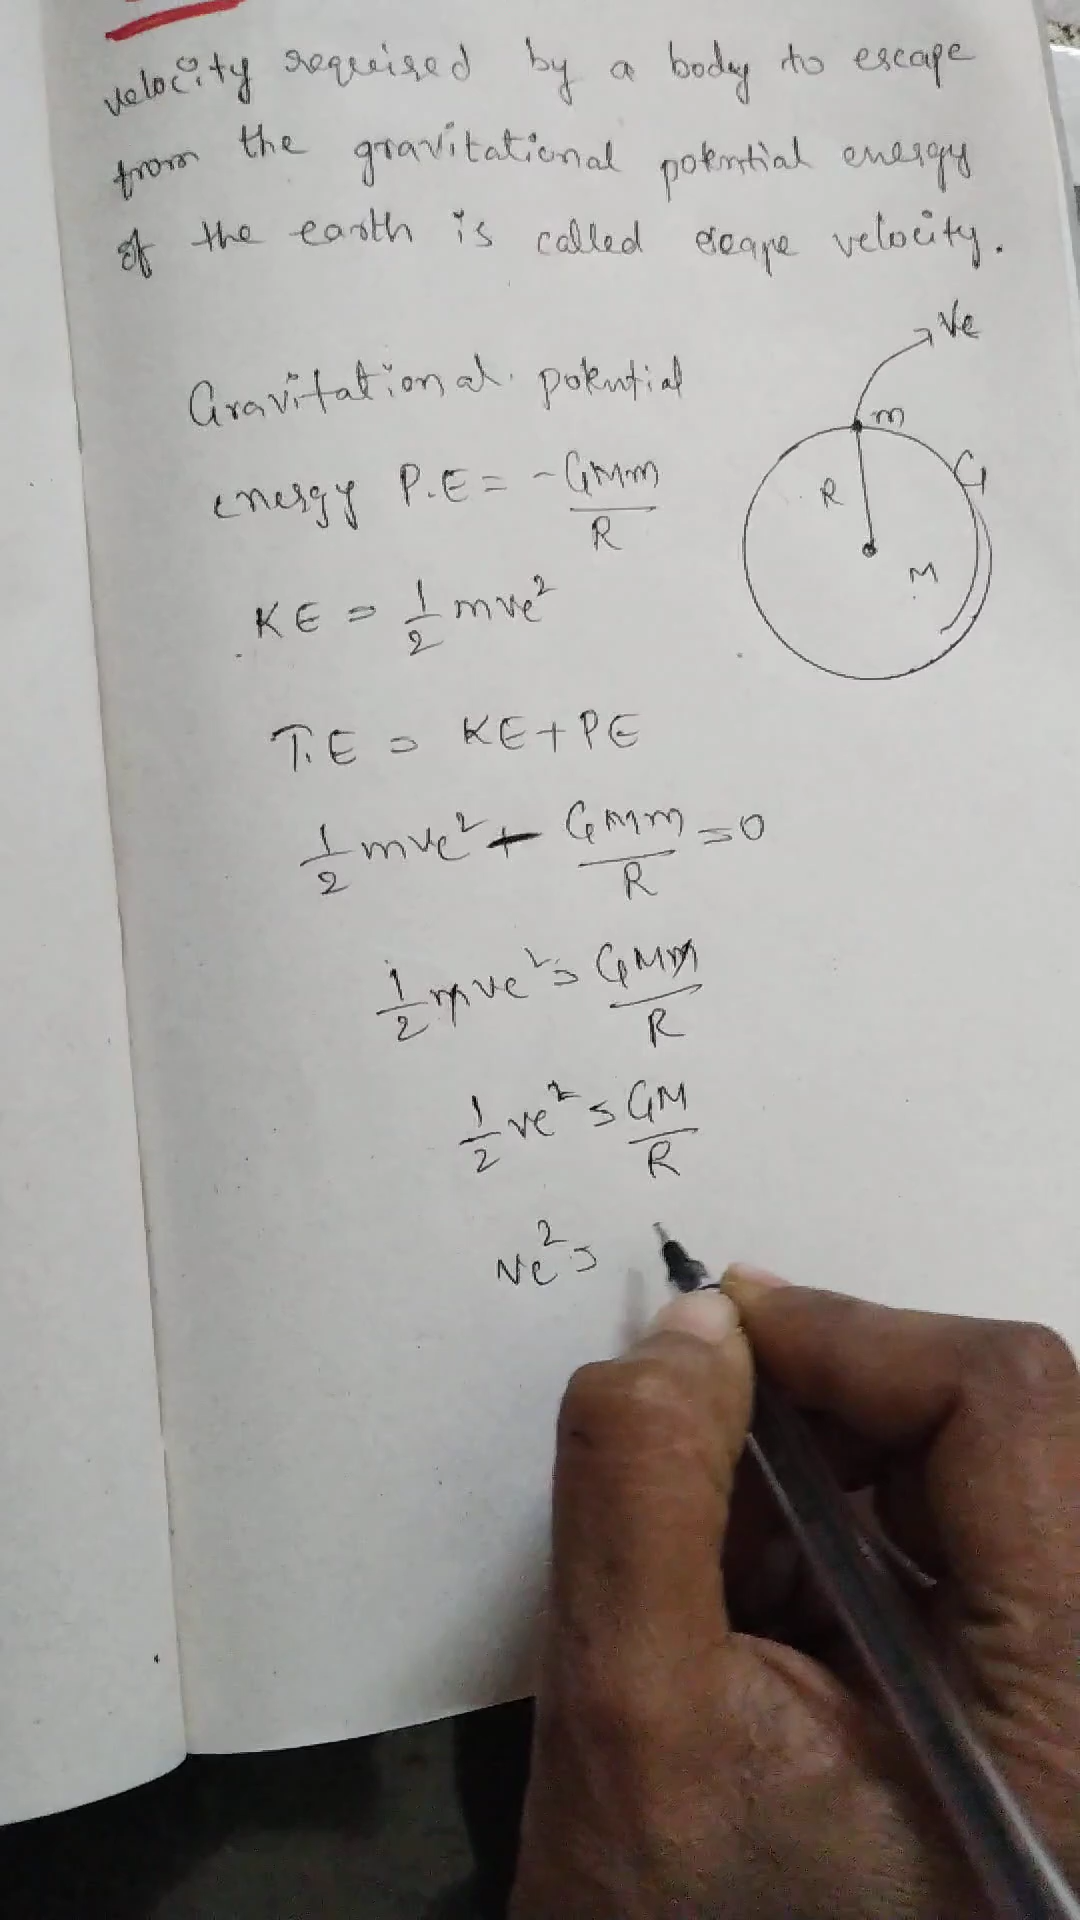 velocity required by a body to escape
from the gravitational potential energy
of the earth is called escape velocity.
Ve
m
R
G
M
Gravitational potential
energy P.E = -GMm/R
KE = 1/2 mve²
T.E = KE+PE
1/2 mve² - GMm/R = 0
1/2 mve² = GMm/R
1/2 ve² = GM/R
ve² =